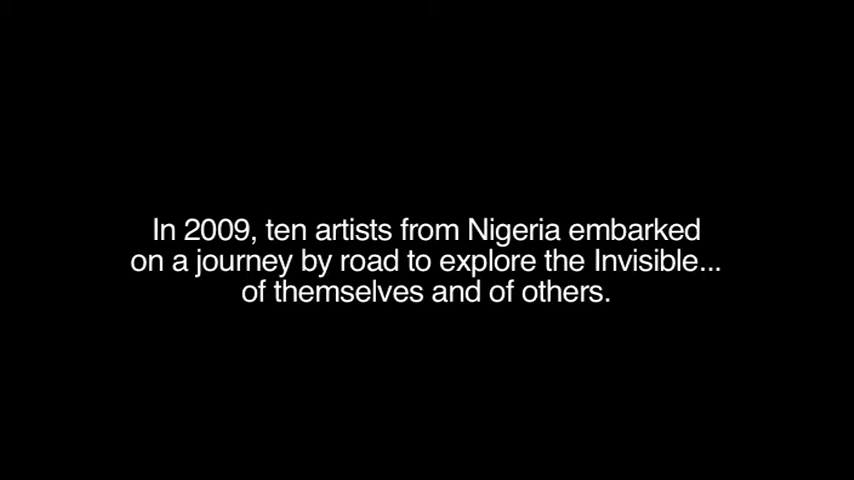 In 2009, ten artists from Nigeria embarked
on a journey by road to explore the Invisible...
of themselves and of others.